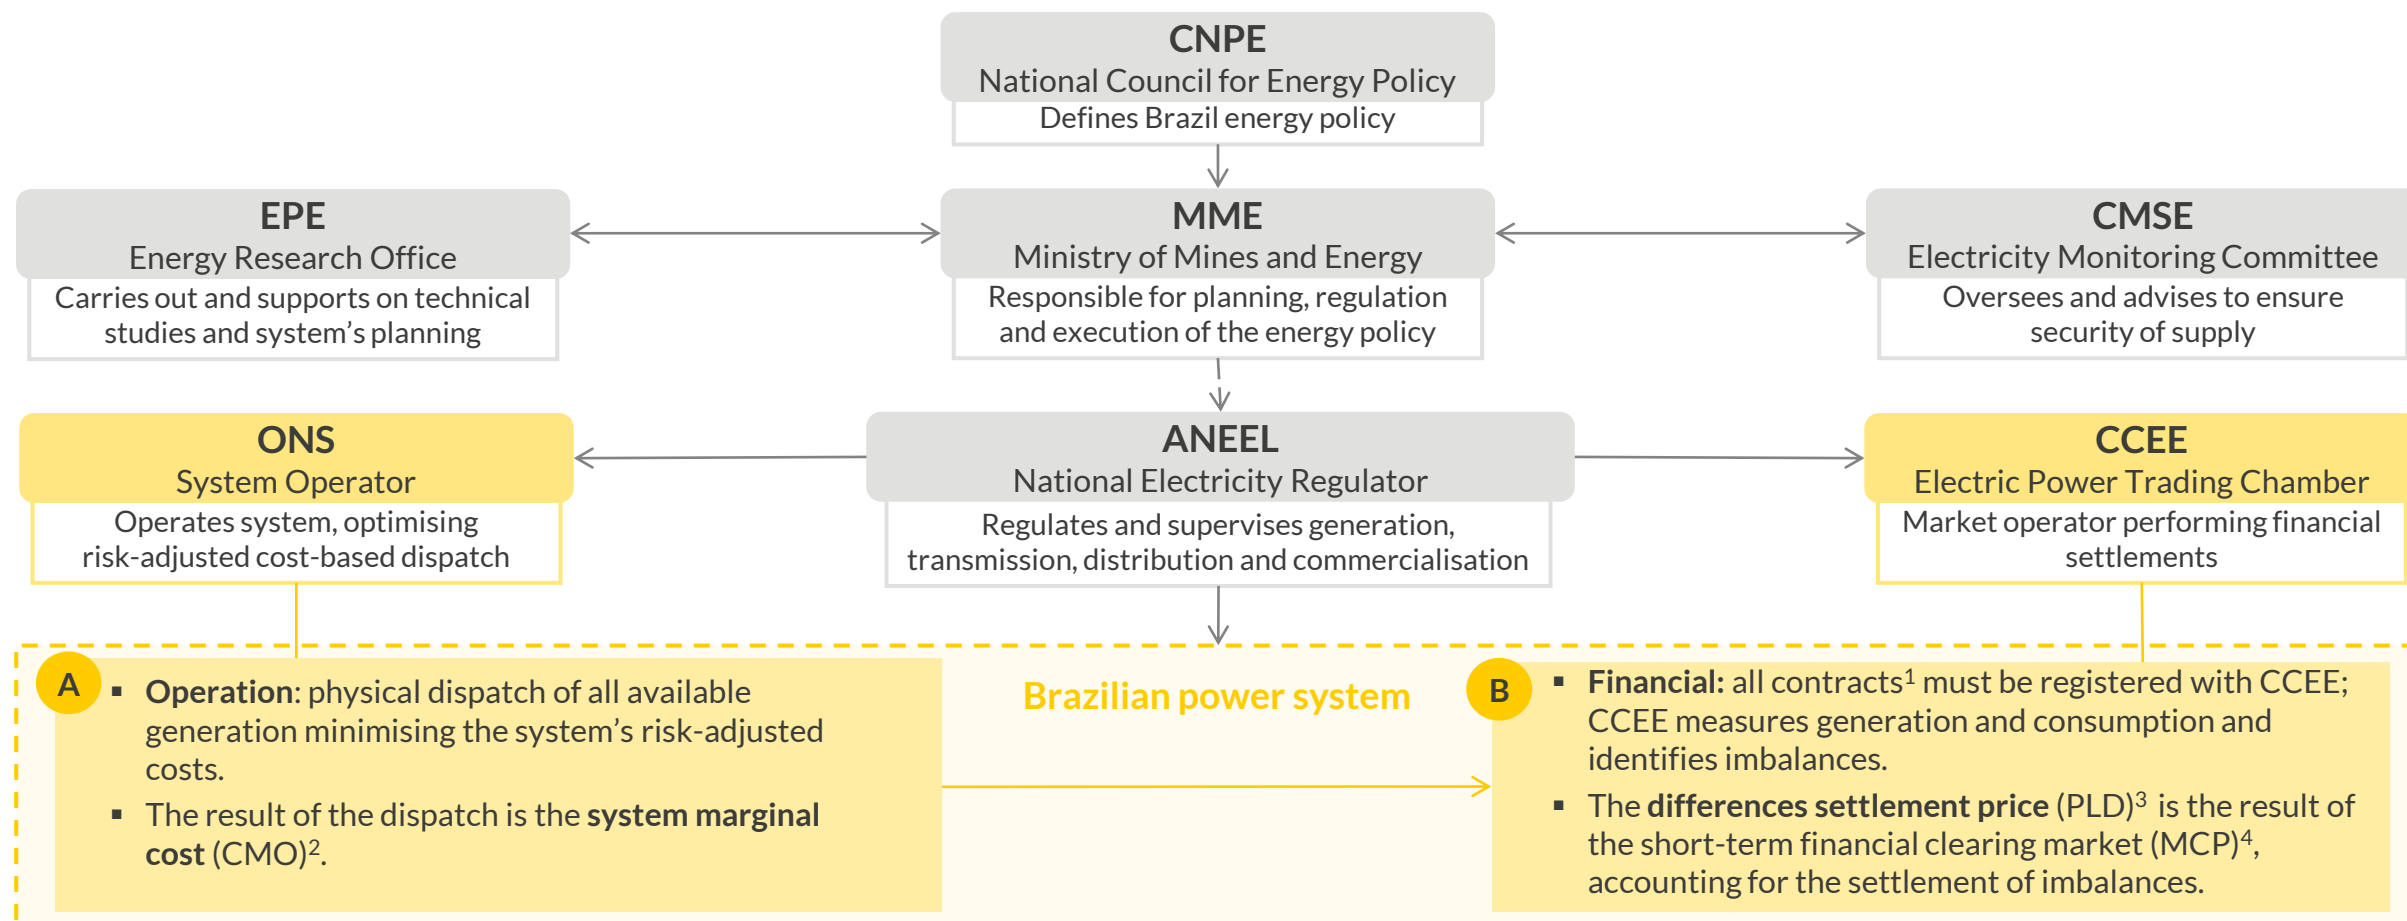 CNPE
National Council for Energy Policy
Defines Brazil energy policy
EPE
Energy Research Office
Carries out and supports on technical
studies and system’s planning
MME
Ministry of Mines and Energy
Responsible for planning, regulation
and execution of the energy policy
CMSE
Electricity Monitoring Committee
Oversees and advises to ensure
security of supply
ONS
System Operator
Operates system, optimising
risk-adjusted cost-based dispatch
ANEEL
National Electricity Regulator
Regulates and supervises generation,
transmission, distribution and commercialisation
CCEE
Electric Power Trading Chamber
Market operator performing financial
settlements
A
▪ Operation: physical dispatch of all available
generation minimising the system’s risk-adjusted
costs.
▪ The result of the dispatch is the system marginal
cost (CMO)².
Brazilian power system
B
▪ Financial: all contracts¹ must be registered with CCEE;
CCEE measures generation and consumption and
identifies imbalances.
▪ The differences settlement price (PLD)³ is the result of
the short-term financial clearing market (MCP)⁴,
accounting for the settlement of imbalances.